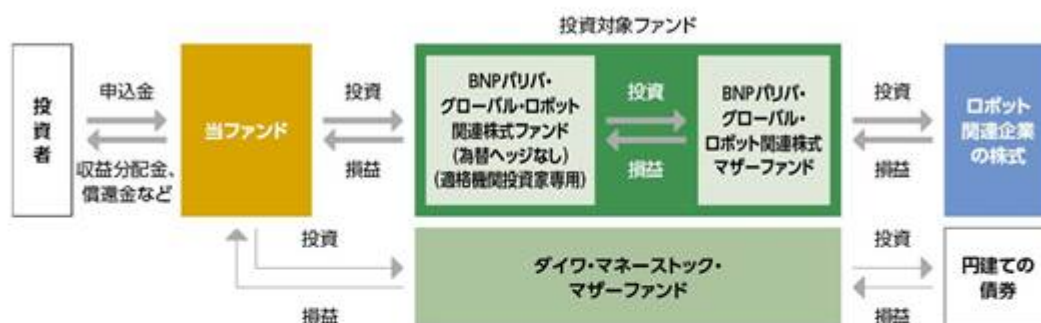 投資対象ファンド
投資者
申込金
収益分配金、
償還金など
当ファンド
投資
損益
BNPパリバ・
グローバル・ロボット
関連株式ファンド
(為替ヘッジなし)
(適格機関投資家専用)
投資
損益
BNPパリバ・
グローバル・
ロボット関連株式
マザーファンド
投資
損益
ロボット
関連企業
の株式
投資
損益
ダイワ・マネーストック・
マザーファンド
投資
損益
円建ての
債券